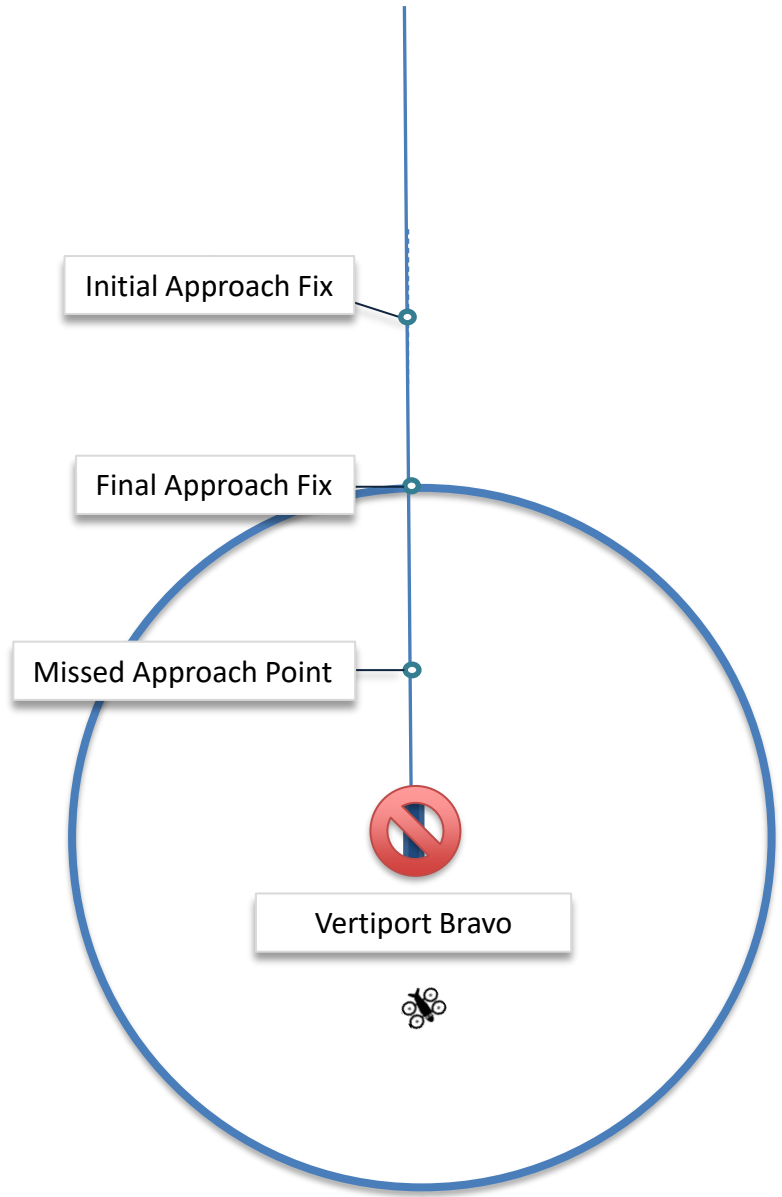 Initial Approach Fix
Final Approach Fix
Missed Approach Point
Vertiport Bravo